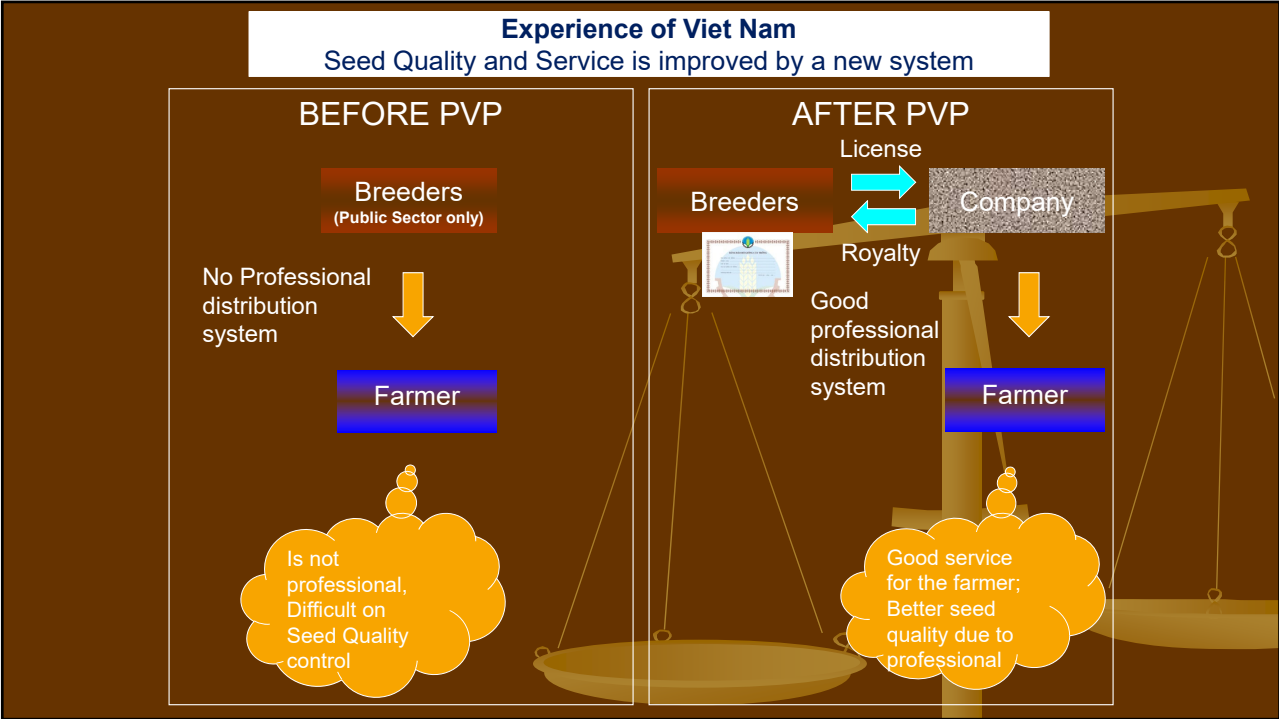 Experience of Viet Nam
Seed Quality and Service is improved by a new system
BEFORE PVP
Breeders
(Public Sector only)
No Professional
distribution
system
Farmer
Is not
professional,
Difficult on
Seed Quality
control
AFTER PVP
License
Breeders
Company
Royalty
Good
professional
distribution
system
Farmer
Good service
for the farmer;
Better seed
quality due to
professional